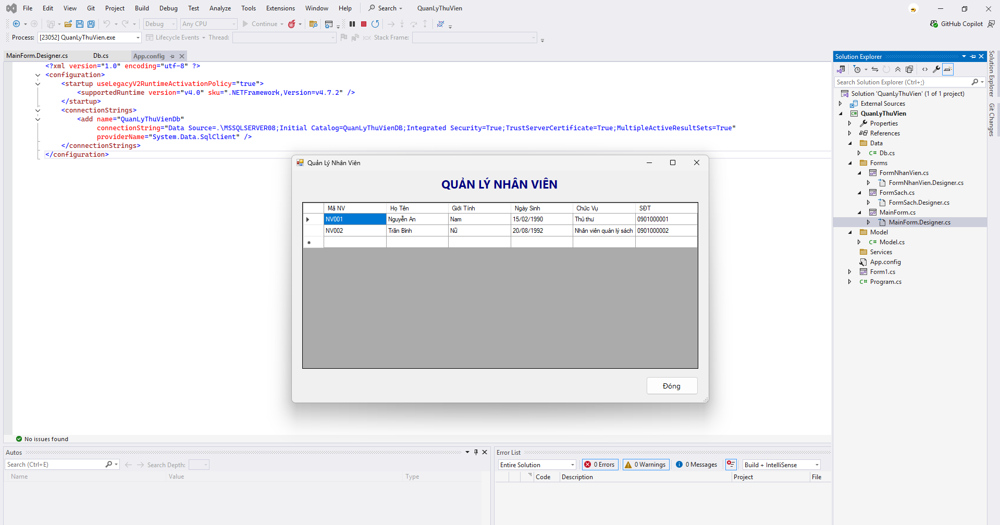 File Edit View Git Project Build Debug Test Analyze Tools Extensions Window Help Search QuanLyThuVien
Debug Any CPU Continue GitHub Copilot
Process: [23052] QuanLyThuVien.exe Lifecycle Events Thread: Stack Frame:
MainForm.Designer.cs Db.cs App.config
<?xml version="1.0" encoding="utf-8" ?>
<configuration>
<startup useLegacyV2RuntimeActivationPolicy="true">
<supportedRuntime version="v4.0" sku=".NETFramework,Version=v4.7.2" />
</startup>
<connectionStrings>
<add name="QuanLyThuVienDb"
connectionString="Data Source=.\MSSQLSERVER08;Initial Catalog=QuanLyThuVienDB;Integrated Security=True;TrustServerCertificate=True;MultipleActiveResultSets=True"
providerName="System.Data.SqlClient" />
</connectionStrings>
</configuration>
Quản Lý Nhân Viên
QUẢN LÝ NHÂN VIÊN
Mã NV Họ Tên Giới Tính Ngày Sinh Chức Vụ SĐT
NV001 Nguyễn An Nam 15/02/1990 Thủ thư 0901000001
NV002 Trần Bình Nữ 20/08/1992 Nhân viên quản lý sách 0901000002
Đóng
No issues found
Autos
Search (Ctrl+E) Search Depth:
Name Value Type
Error List
Entire Solution 0 Errors 0 Warnings 0 Messages Build + IntelliSense
Code Description Project File
Solution Explorer
Search Solution Explorer (Ctrl+;)
Solution 'QuanLyThuVien' (1 of 1 project)
External Sources
QuanLyThuVien
Properties
References
Data
C# Db.cs
Forms
FormNhanVien.cs
FormNhanVien.Designer.cs
FormSach.cs
FormSach.Designer.cs
MainForm.cs
MainForm.Designer.cs
Model
C# Model.cs
Services
App.config
Form1.cs
C# Program.cs
Solution Explorer
Git Changes